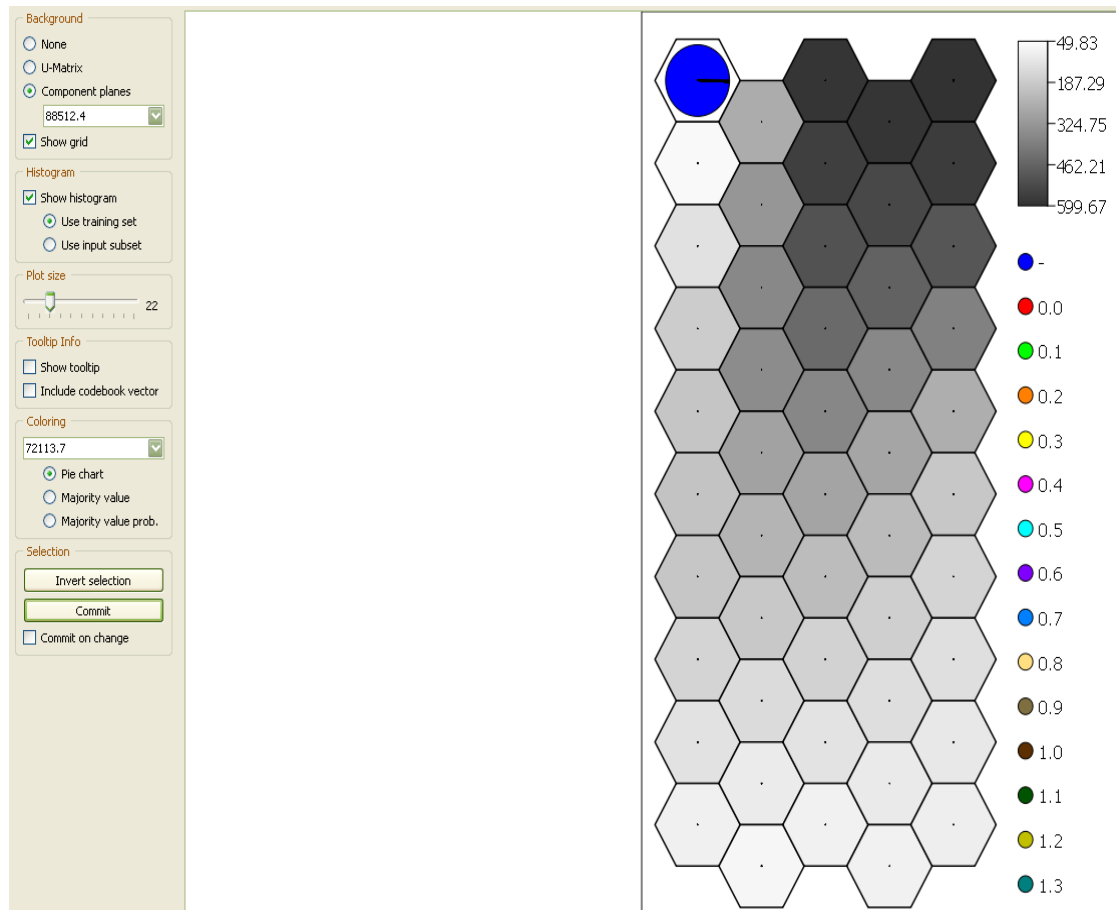 Background
None
U-Matrix
Component planes
88512.4
Show grid
Histogram
Show histogram
Use training set
Use input subset
Plot size
22
Tooltip Info
Show tooltip
Include codebook vector
Coloring
72113.7
Pie chart
Majority value
Majority value prob.
Selection
Invert selection
Commit
Commit on change
49.83
187.29
324.75
462.21
599.67
-
0.0
0.1
0.2
0.3
0.4
0.5
0.6
0.7
0.8
0.9
1.0
1.1
1.2
1.3